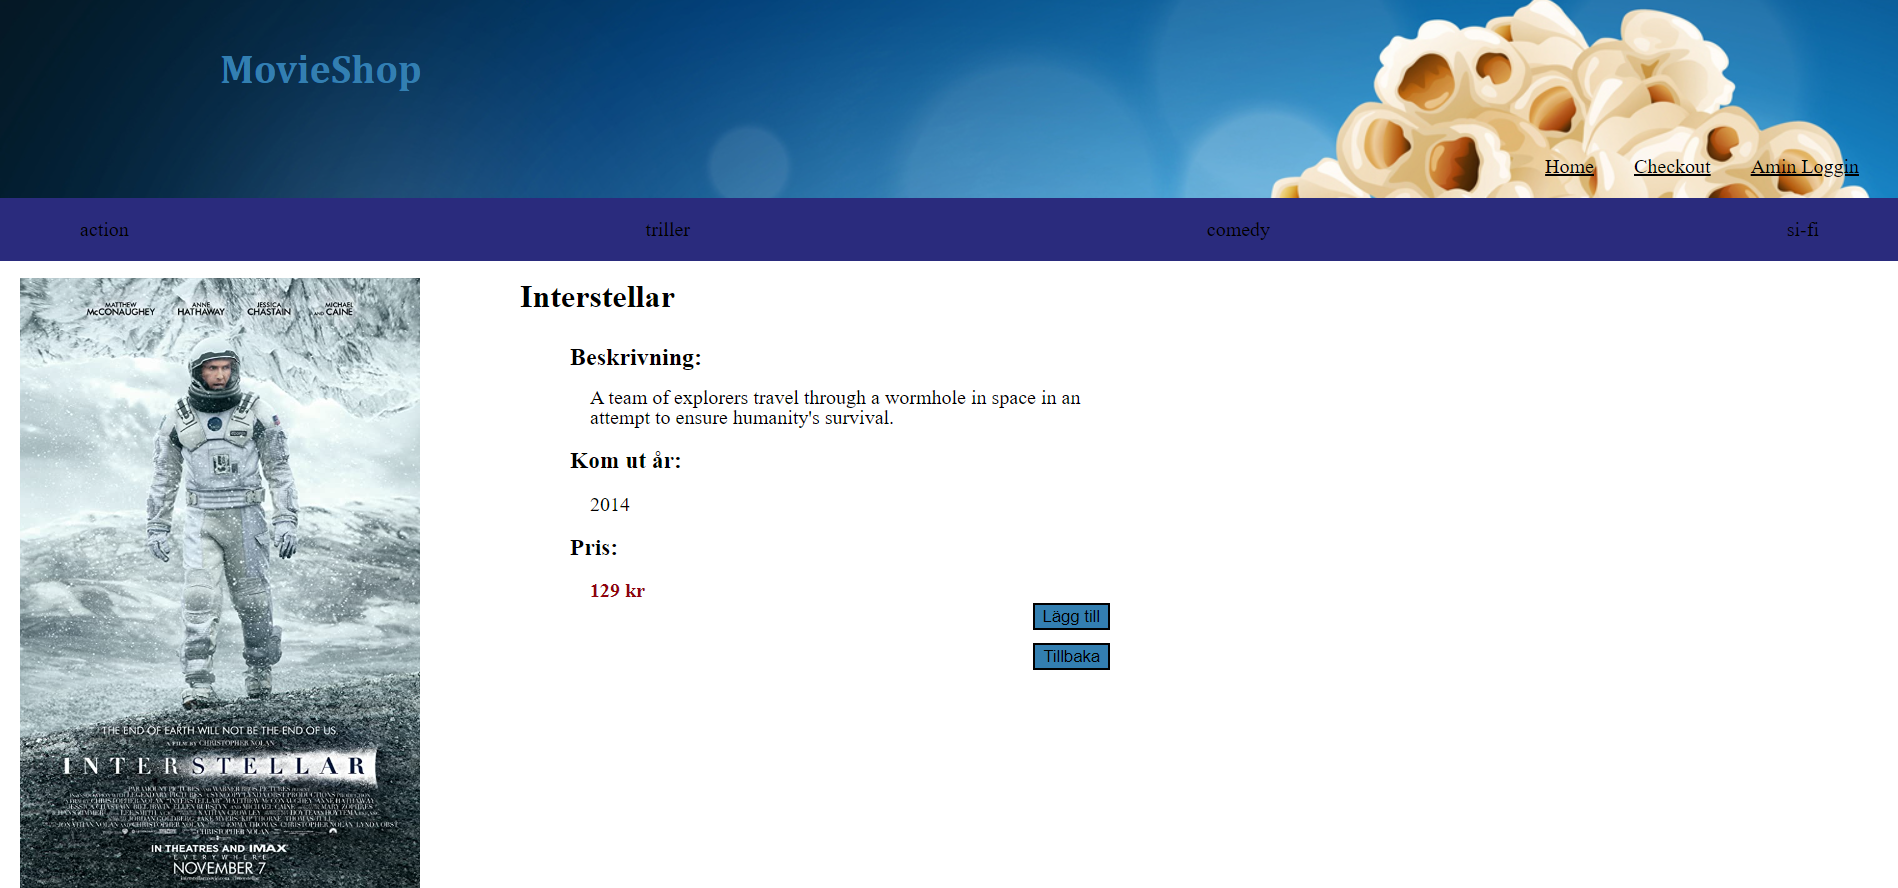 MovieShop
Home Checkout Amin Loggin
action triller comedy si-fi
MATTHEW McCONAUGHEY ANNE HATHAWAY JESSICA CHASTAIN AND MICHAEL CAINE
Interstellar
Beskrivning:
A team of explorers travel through a wormhole in space in an
attempt to ensure humanity's survival.
Kom ut år:
2014
Pris:
129 kr
Lägg till
Tillbaka
THE END OF EARTH WILL NOT BE THE END OF US.
A FILM BY CHRISTOPHER NOLAN
INTERSTELLAR
IN THEATRES AND IMAX
EVERYWHERE
NOVEMBER 7